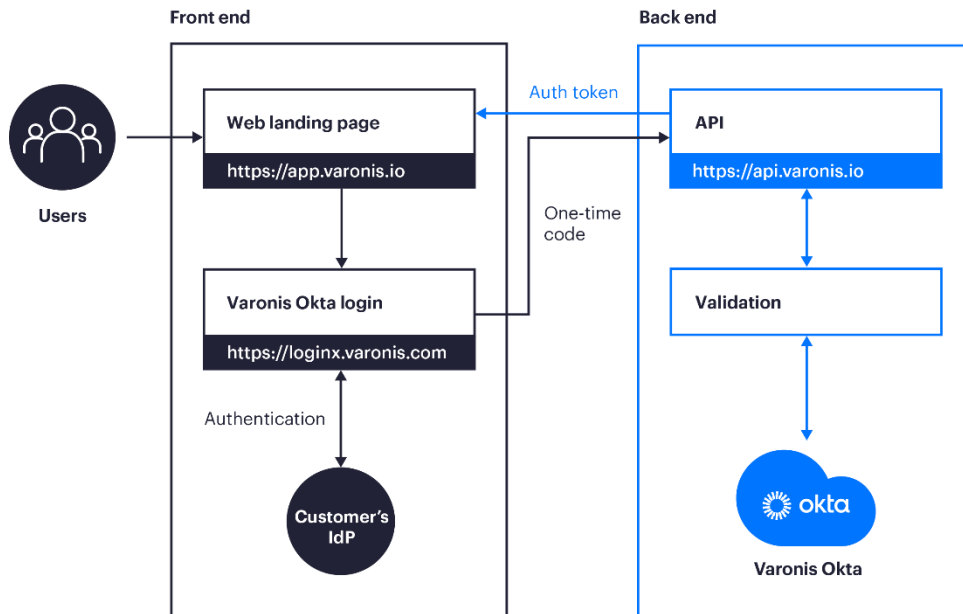 Front end
Back end
Auth token
Web landing page
API
https://app.varonis.io
https://api.varonis.io
Users
One-time
code
Varonis Okta login
Validation
https://loginx.varonis.com
Authentication
okta
Customer's
IdP
Varonis Okta